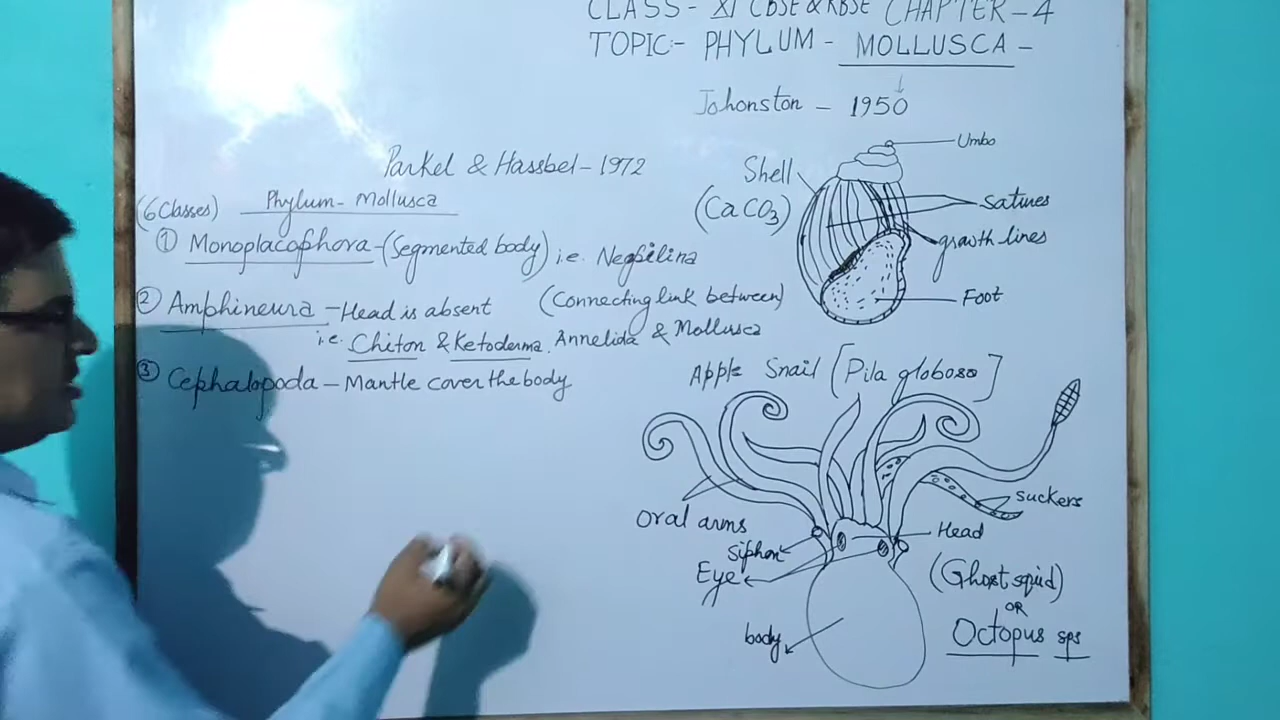 CLASS - XI CBSE & RBSE CHAPTER - 4
TOPIC:- PHYLUM - MOLLUSCA -
Johonston - 1950
Parkel & Hassbel - 1972
(6 Classes) Phylum - Mollusca
① Monoplacophora - (Segmented body) i.e. Negpilina
② Amphineura - Head is absent (Connecting link between)
i.e. Chiton & Ketoderma. Annelida & Mollusca
③ Cephalopoda - Mantle cover the body
Umbo
Shell
(CaCO3)
Satures
growth lines
Foot
Apple Snail [Pila globosa]
Oral arms
suckers
Siphon
Head
Eye
(Ghost squid)
OR
Octopus sps
body